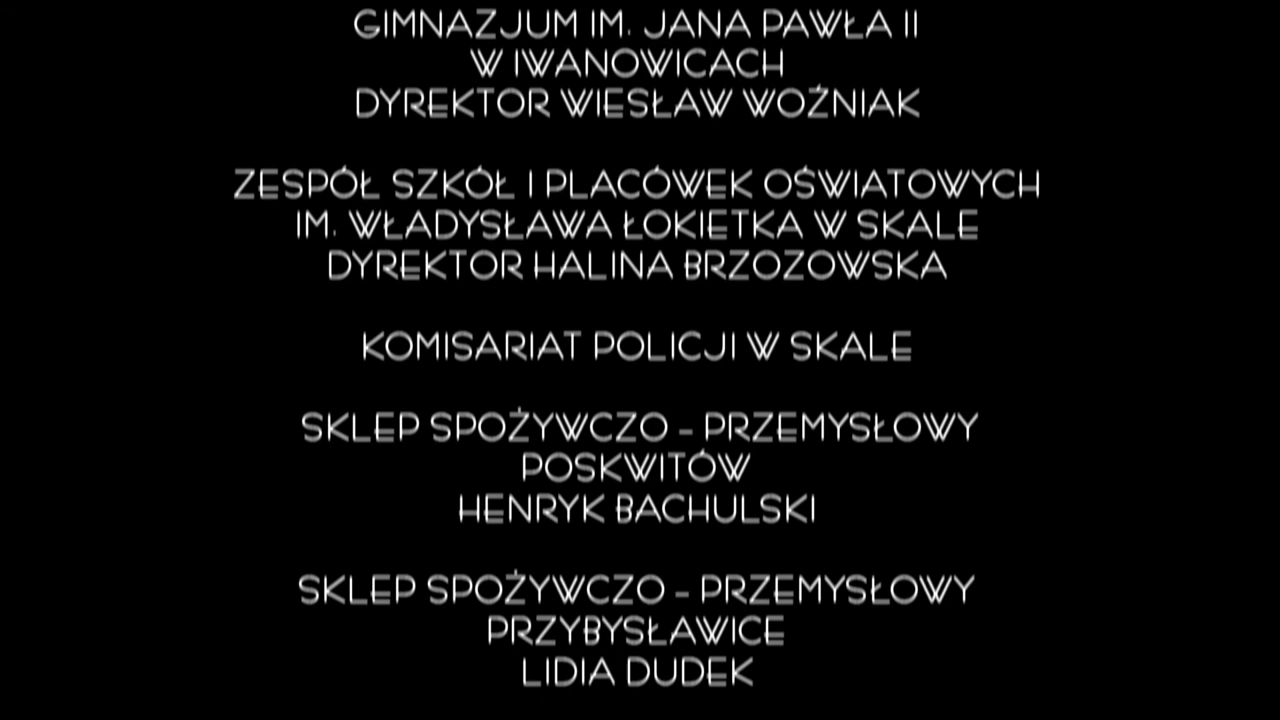 GIMNAZJUM IM. JANA PAWŁA II
W IWANOWICACH
DYREKTOR WIESŁAW WOŹNIAK
ZESPÓŁ SZKÓŁ I PLACÓWEK OŚWIATOWYCH
IM. WŁADYSŁAWA ŁOKIETKA W SKALE
DYREKTOR HALINA BRZOZOWSKA
KOMISARIAT POLICJI W SKALE
SKLEP SPOŻYWCZO - PRZEMYSŁOWY
POSKWITÓW
HENRYK BACHULSKI
SKLEP SPOŻYWCZO - PRZEMYSŁOWY
PRZYBYSŁAWICE
LIDIA DUDEK